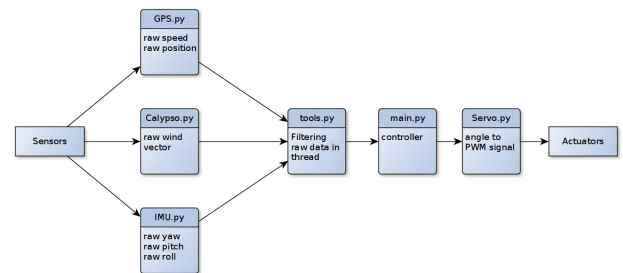 GPS.py
raw speed
raw position
Sensors
Calypso.py
raw wind
vector
tools.py
Filtering
raw data in
thread
main.py
controller
Servo.py
angle to
PWM signal
Actuators
IMU.py
raw yaw
raw pitch
raw roll